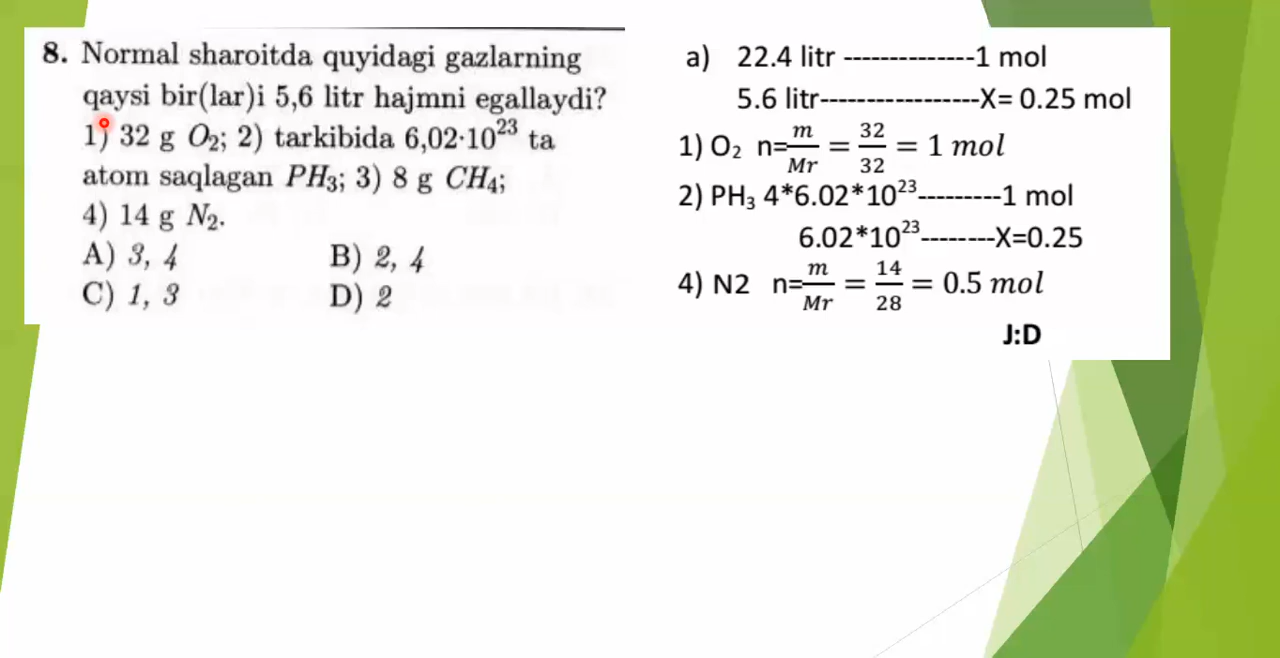 8. Normal sharoitda quyidagi gazlarning
qaysi bir(lar)i 5,6 litr hajmni egallaydi?
1) 32 g O₂; 2) tarkibida 6,02·10²³ ta
atom saqlagan PH₃; 3) 8 g CH₄;
4) 14 g N₂.
A) 3, 4 B) 2, 4
C) 1, 3 D) 2
a) 22.4 litr --------------1 mol
5.6 litr------------------X= 0.25 mol
1) O₂ n=m/Mr = 32/32 = 1 mol
2) PH₃ 4*6.02*10²³---------1 mol
6.02*10²³--------X=0.25
4) N2 n=m/Mr = 14/28 = 0.5 mol
J:D